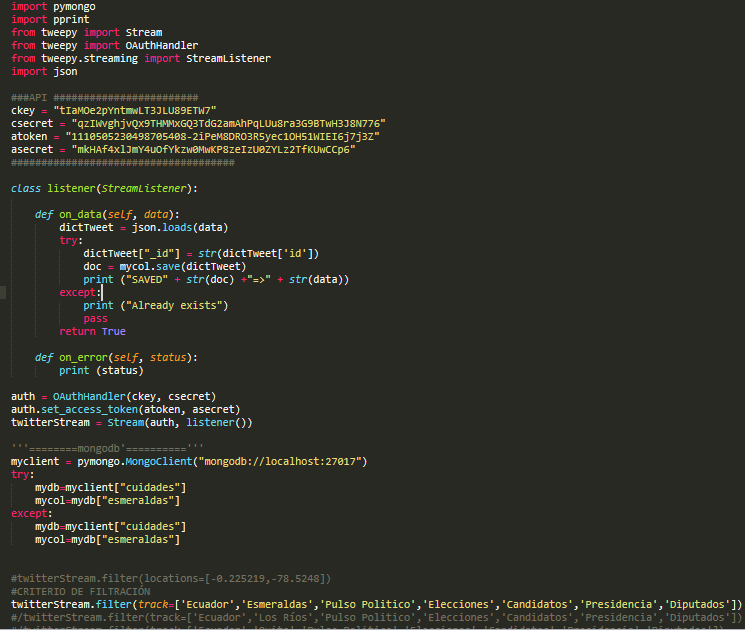 import pymongo
import pprint
from tweepy import Stream
from tweepy import OAuthHandler
from tweepy.streaming import StreamListener
import json
###API ########################
ckey = "tIaMOe2pYntmwLT3JLU89ETW7"
csecret = "qzIWvghjvQx9THMMxGQ3TdG2amAhPqLUu8ra3G9BTwH3J8N776"
atoken = "1110505230498705408-2iPeM8DRO3R5yec1OH51WIEI6j7j3Z"
asecret = "mkHAf4xlJmY4uOfYkzw0MwKP8zeIzU0ZYLz2TfKUwCCp6"
#####################################
class listener(StreamListener):
def on_data(self, data):
dictTweet = json.loads(data)
try:
dictTweet["_id"] = str(dictTweet['id'])
doc = mycol.save(dictTweet)
print ("SAVED" + str(doc) +"=>" + str(data))
except:
print ("Already exists")
pass
return True
def on_error(self, status):
print (status)
auth = OAuthHandler(ckey, csecret)
auth.set_access_token(atoken, asecret)
twitterStream = Stream(auth, listener())
'''========mongodb'=========='''
myclient = pymongo.MongoClient("mongodb://localhost:27017")
try:
mydb=myclient["cuidades"]
mycol=mydb["esmeraldas"]
except:
mydb=myclient["cuidades"]
mycol=mydb["esmeraldas"]
#twitterStream.filter(locations=[-0.225219,-78.5248])
#CRITERIO DE FILTRACIÓN
twitterStream.filter(track=['Ecuador','Esmeraldas','Pulso Politico','Elecciones','Candidatos','Presidencia','Diputados'])
#/twitterStream.filter(track=['Ecuador','Los Rios','Pulso Politico','Elecciones','Candidatos','Presidencia','Diputados'])